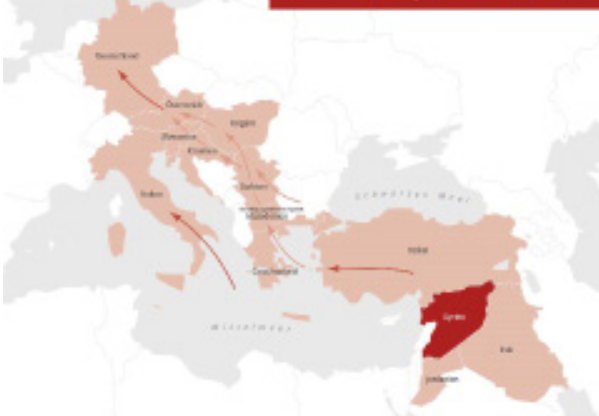 Deutschland
Österreich
Ungarn
Slowenien
Kroatien
Serbien
Italien
Mazedonien
Schwarzes Meer
Türkei
Griechenland
Syrien
Mittelmeer
Irak
Jordanien